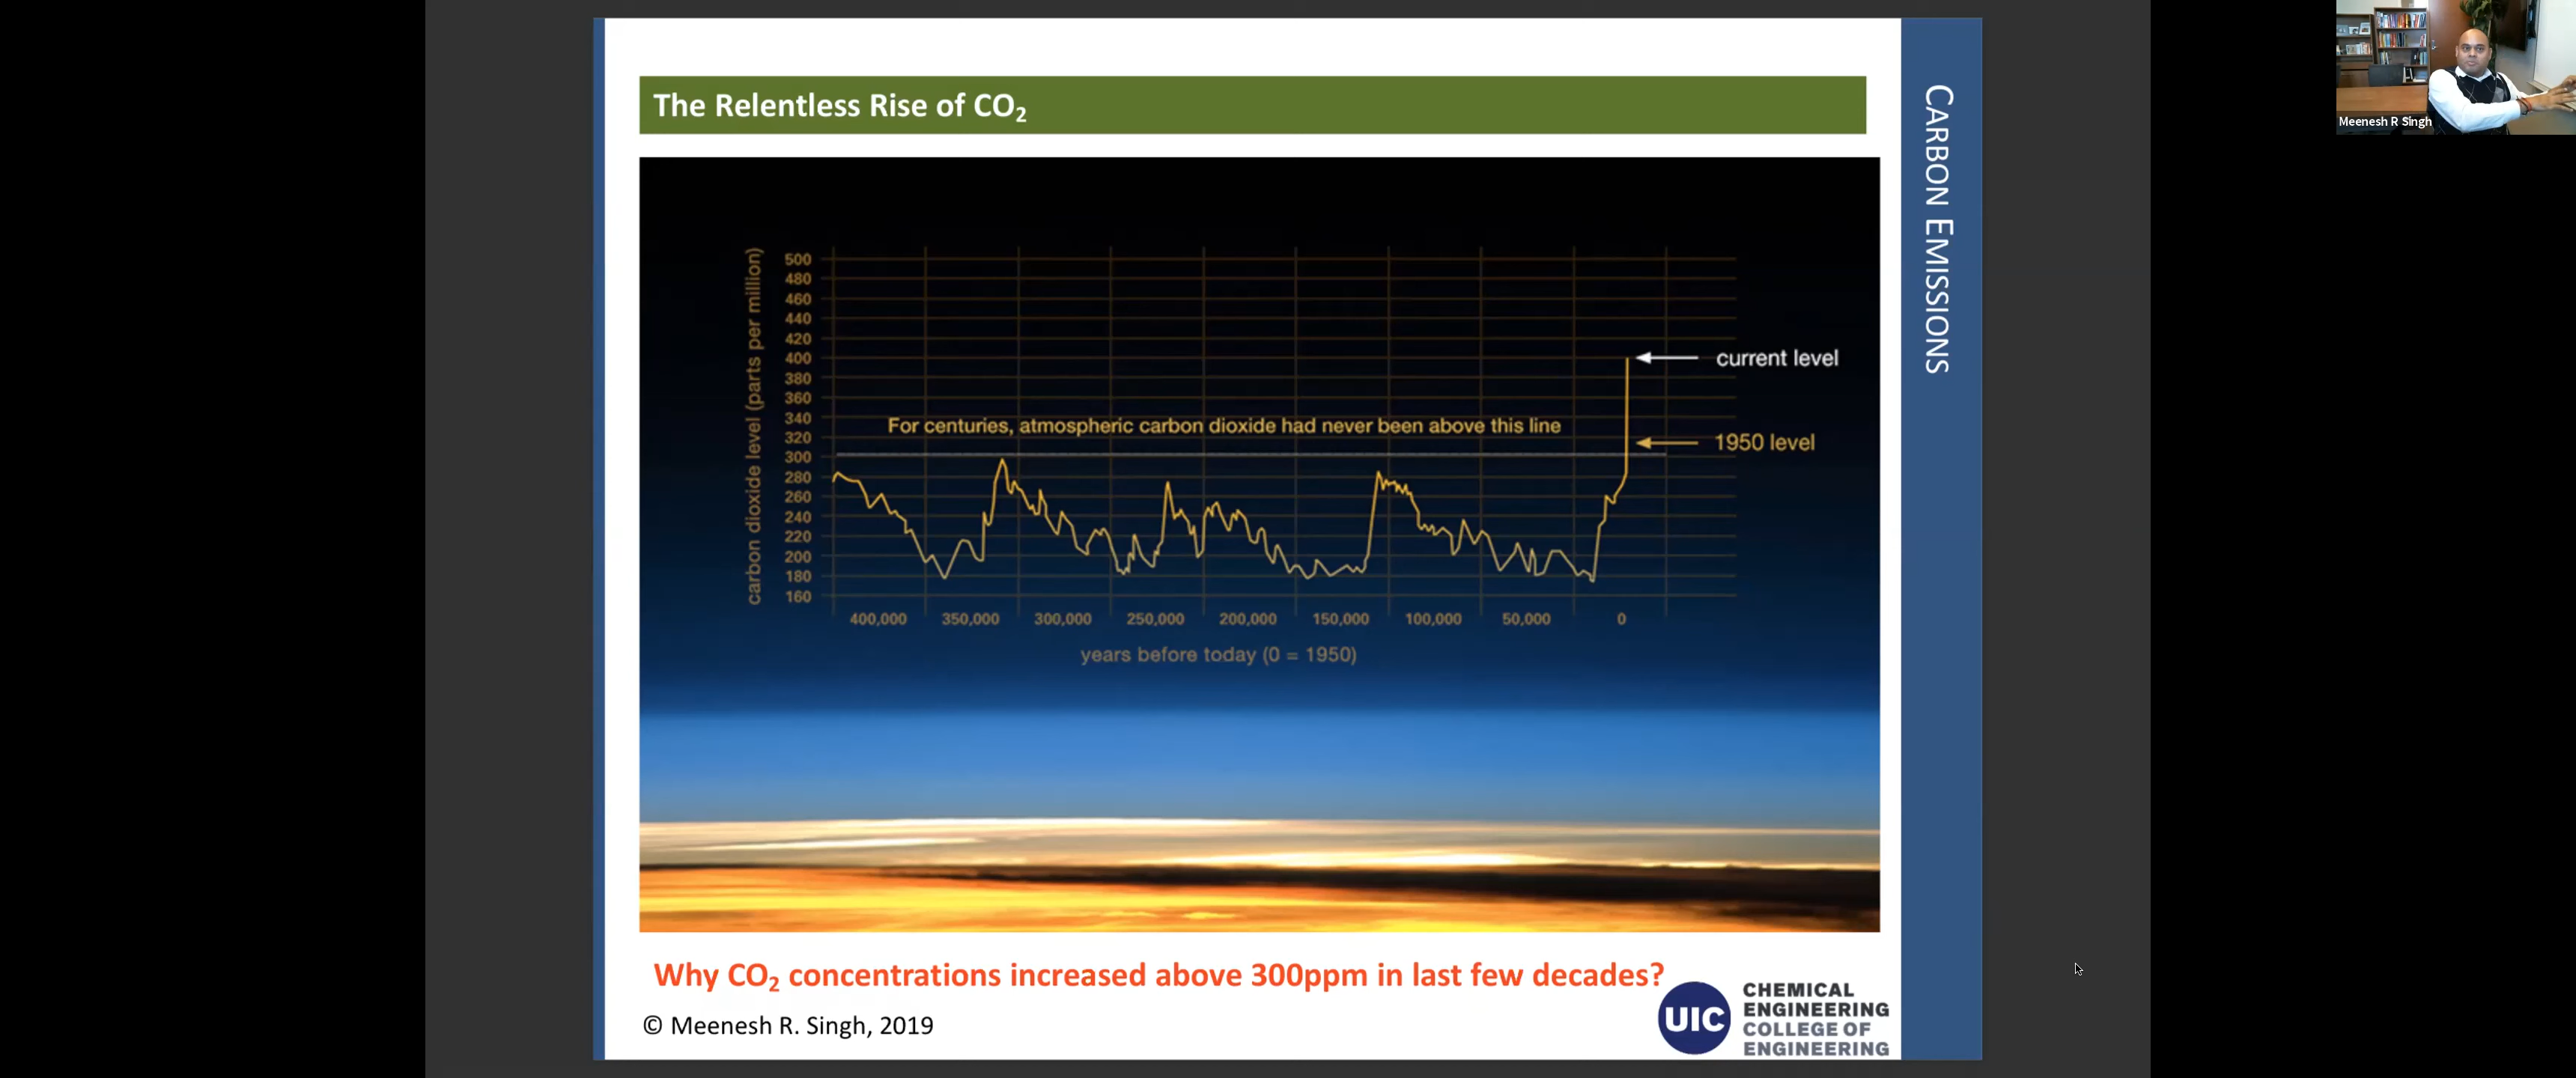 The Relentless Rise of CO₂
CARBON EMISSIONS
Meenesh R Singh
carbon dioxide level (parts per million)
500
480
460
440
420
400
380
360
340
320
300
280
260
240
220
200
180
160
current level
For centuries, atmospheric carbon dioxide had never been above this line
1950 level
400,000 350,000 300,000 250,000 200,000 150,000 100,000 50,000 0
years before today (0 = 1950)
Why CO₂ concentrations increased above 300ppm in last few decades?
© Meenesh R. Singh, 2019
UIC
CHEMICAL
ENGINEERING
COLLEGE OF
ENGINEERING